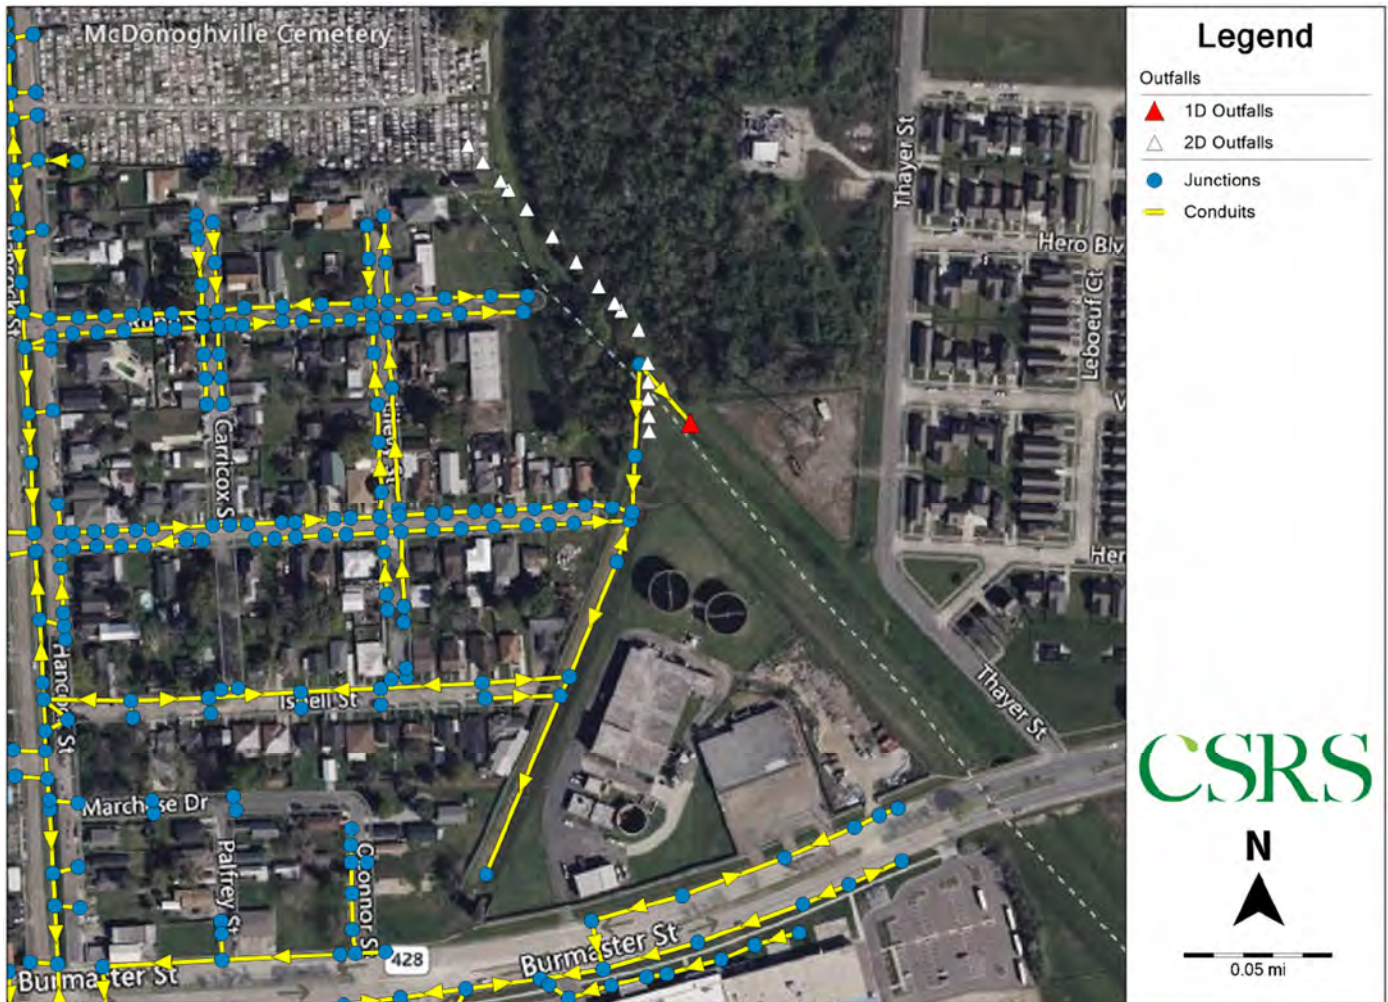 McDonoghville Cemetery
Legend
Outfalls
1D Outfalls
2D Outfalls
Junctions
Conduits
Thayer St
Hero Blv
Leboeuf Ct
Carricox S
Her
Hancock St
Isbell St
Thayer St
Marchese Dr
Palfrey St
O'Connor St
428
Burmaster St
Burmaster St
CSRS
N
0.05 mi